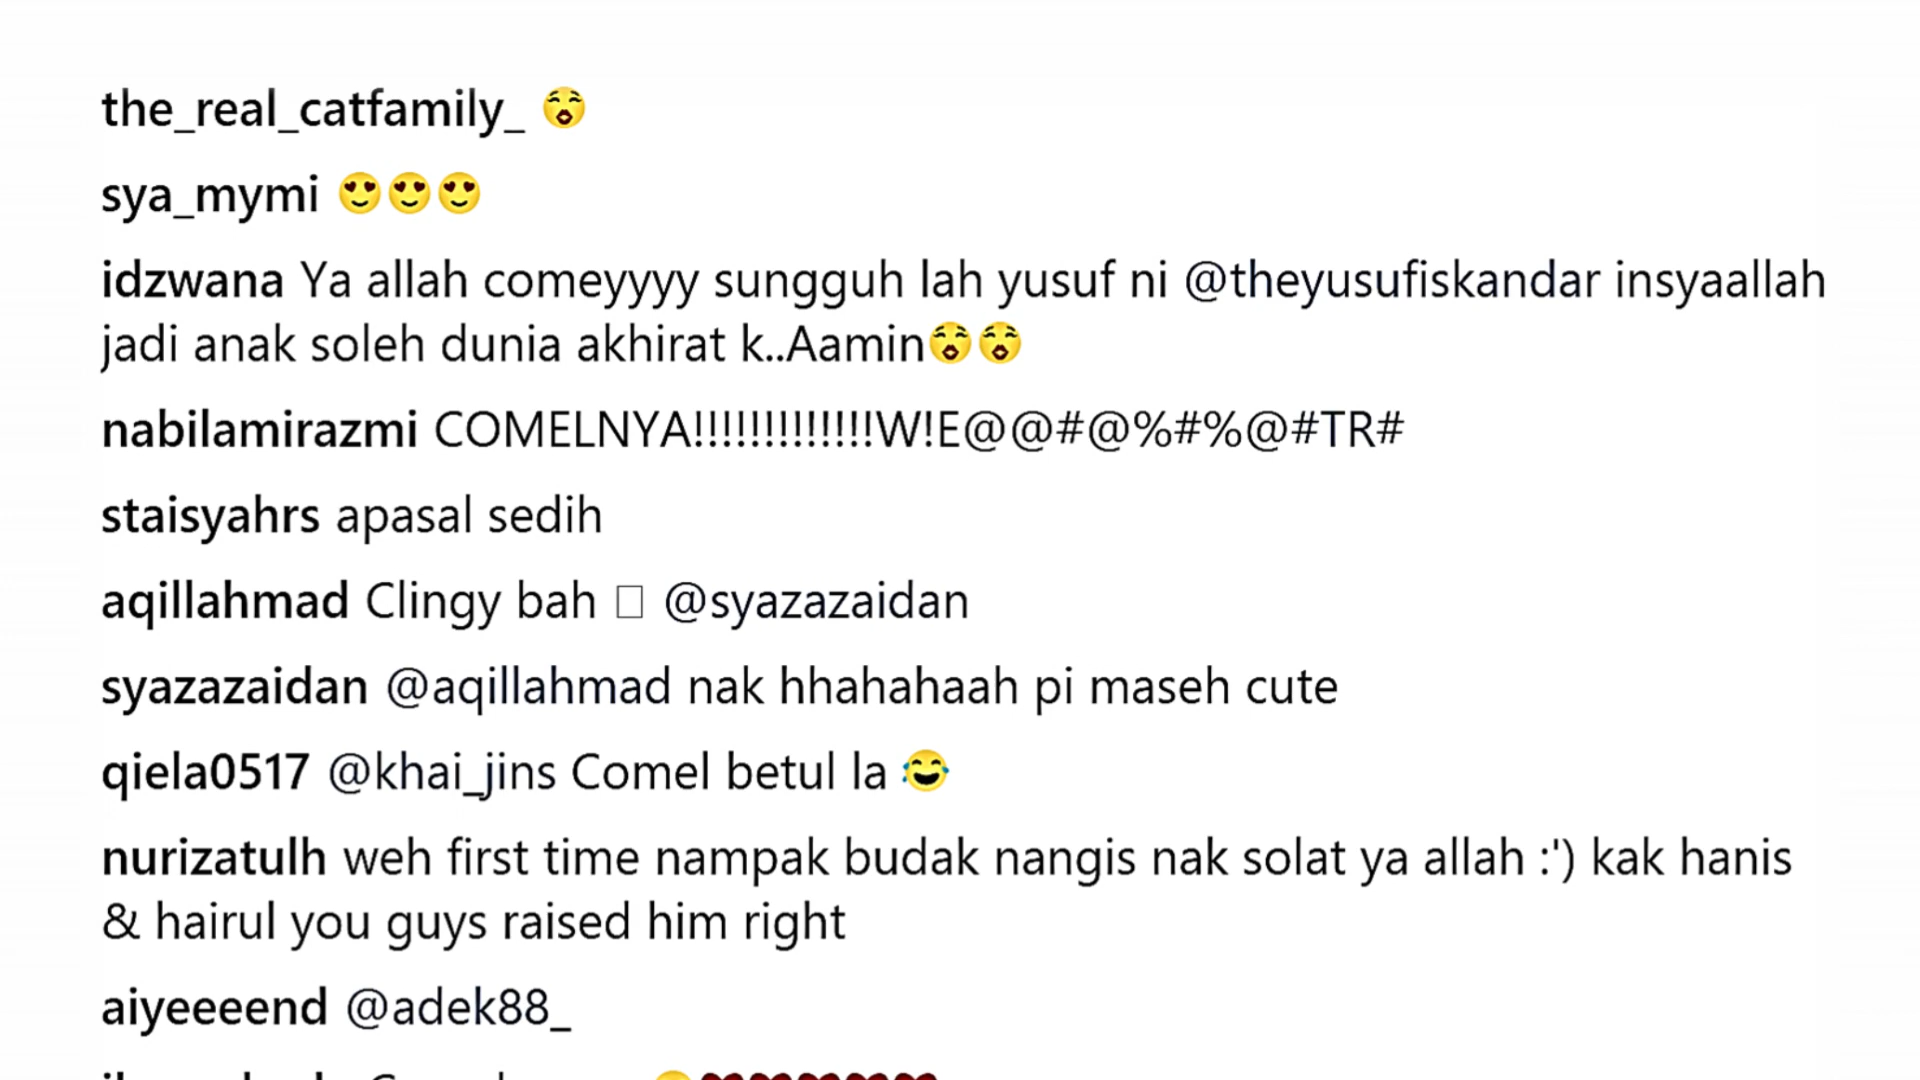 the_real_catfamily_ 😲
sya_mymi 😍😍😍
idzwana Ya allah comeyyyy sungguh lah yusuf ni @theyusufiskandar insyaallah
jadi anak soleh dunia akhirat k..Aamin😲😲
nabilamirazmi COMELNYA!!!!!!!!!!!!!W!E@@#@%#%@#TR#
staisyahrs apasal sedih
aqillahmad Clingy bah □ @syazazaidan
syazazaidan @aqillahmad nak hhahahaah pi maseh cute
qiela0517 @khai_jins Comel betul la 😂
nurizatulh weh first time nampak budak nangis nak solat ya allah :') kak hanis
& hairul you guys raised him right
aiyeeeend @adek88_